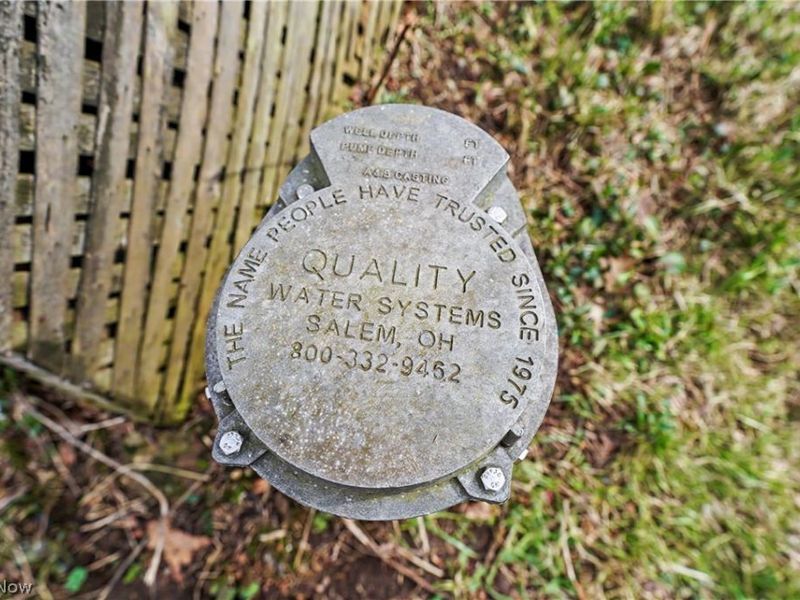 WELL DEPTH FT
PUMP DEPTH FT
A&B CASTING
THE NAME PEOPLE HAVE TRUSTED SINCE 1975
QUALITY
WATER SYSTEMS
SALEM, OH
800-332-9462
Now